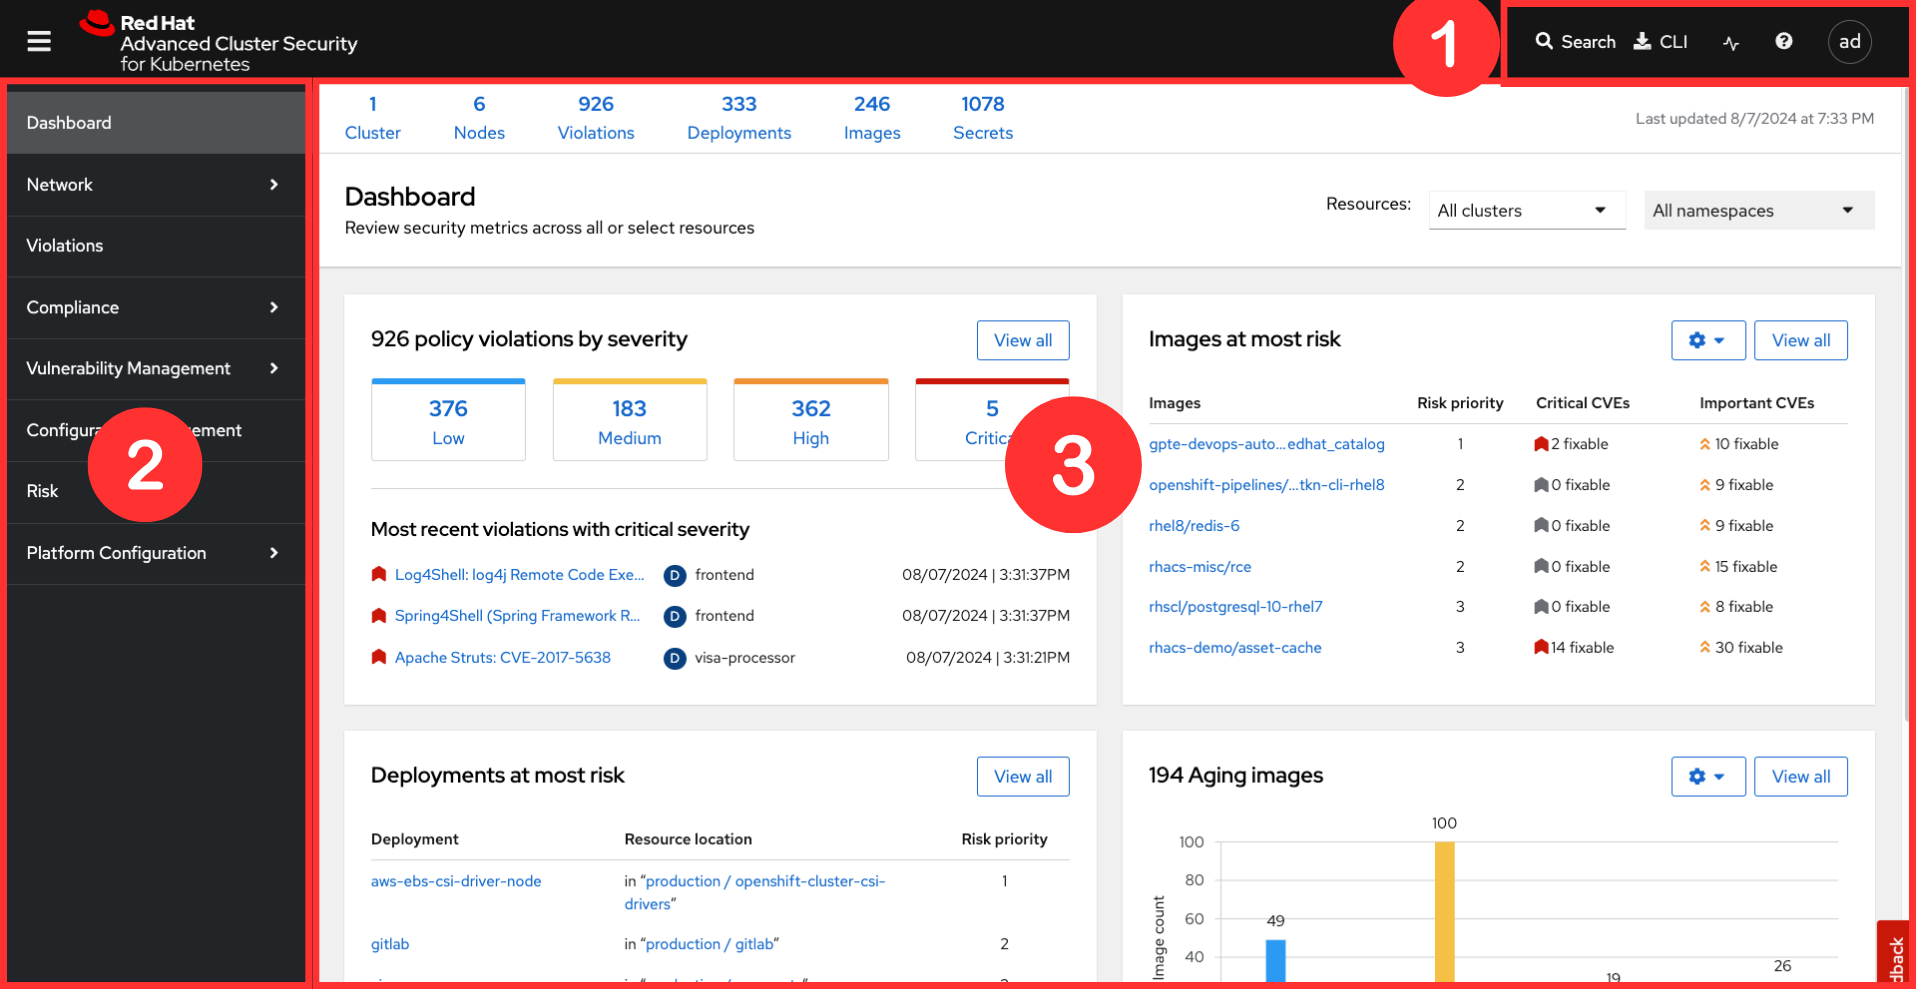 Red Hat
Advanced Cluster Security
for Kubernetes
1
Search CLI ad
Dashboard
Network
Violations
Compliance
Vulnerability Management
2
Risk
Platform Configuration
1 6 926 333 246 1078
Cluster Nodes Violations Deployments Images Secrets
Last updated 8/7/2024 at 7:33 PM
Dashboard
Review security metrics across all or select resources
Resources: All clusters All namespaces
926 policy violations by severity
View all
376 183 362 5
Low Medium High
3
Most recent violations with critical severity
Log4Shell: log4j Remote Code Exe... D frontend 08/07/2024 | 3:31:37PM
Spring4Shell (Spring Framework R... D frontend 08/07/2024 | 3:31:37PM
Apache Struts: CVE-2017-5638 D visa-processor 08/07/2024 | 3:31:21PM
Images at most risk
View all
Images Risk priority Critical CVEs Important CVEs
gpte-devops-auto...edhat_catalog 1 2 fixable 10 fixable
openshift-pipelines/...tkn-cli-rhel8 2 0 fixable 9 fixable
rhel8/redis-6 2 0 fixable 9 fixable
rhacs-misc/rce 2 0 fixable 15 fixable
rhscl/postgresql-10-rhel7 3 0 fixable 8 fixable
rhacs-demo/asset-cache 3 14 fixable 30 fixable
Deployments at most risk
View all
Deployment Resource location Risk priority
aws-ebs-csi-driver-node in “production / openshift-cluster-csi- 1
drivers”
gitlab in “production / gitlab” 2
194 Aging images
View all
100
100
80
60
49
40
26
19
Image count